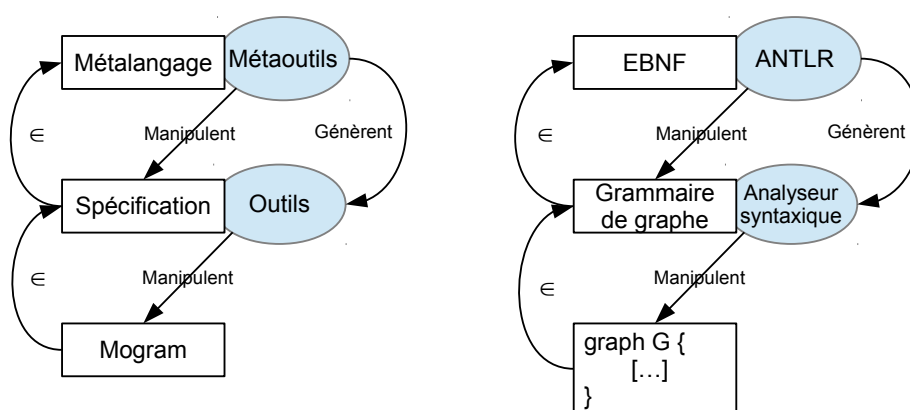 Métalangage
Métaoutils
Manipulent
Génèrent
∈
Spécification
Outils
∈
Manipulent
Mogram
EBNF
ANTLR
Manipulent
Génèrent
∈
Grammaire
de graphe
Analyseur
syntaxique
∈
Manipulent
graph G {
[…]
}